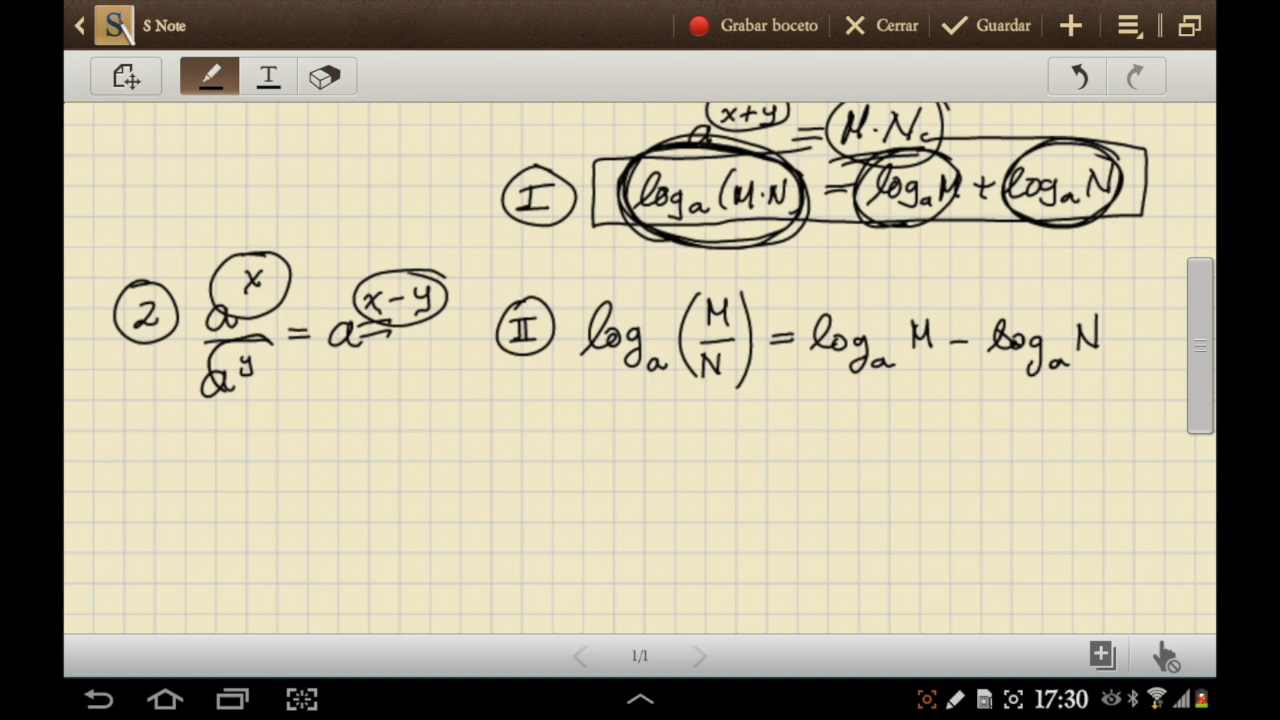 S Note
Grabar boceto
Cerrar
Guardar
T
a^(x+y) = M·N
I log_a (M·N) = log_a M + log_a N
2 a^x / a^y = a^(x-y)
II log_a (M/N) = log_a M - log_a N
1/1
17:30